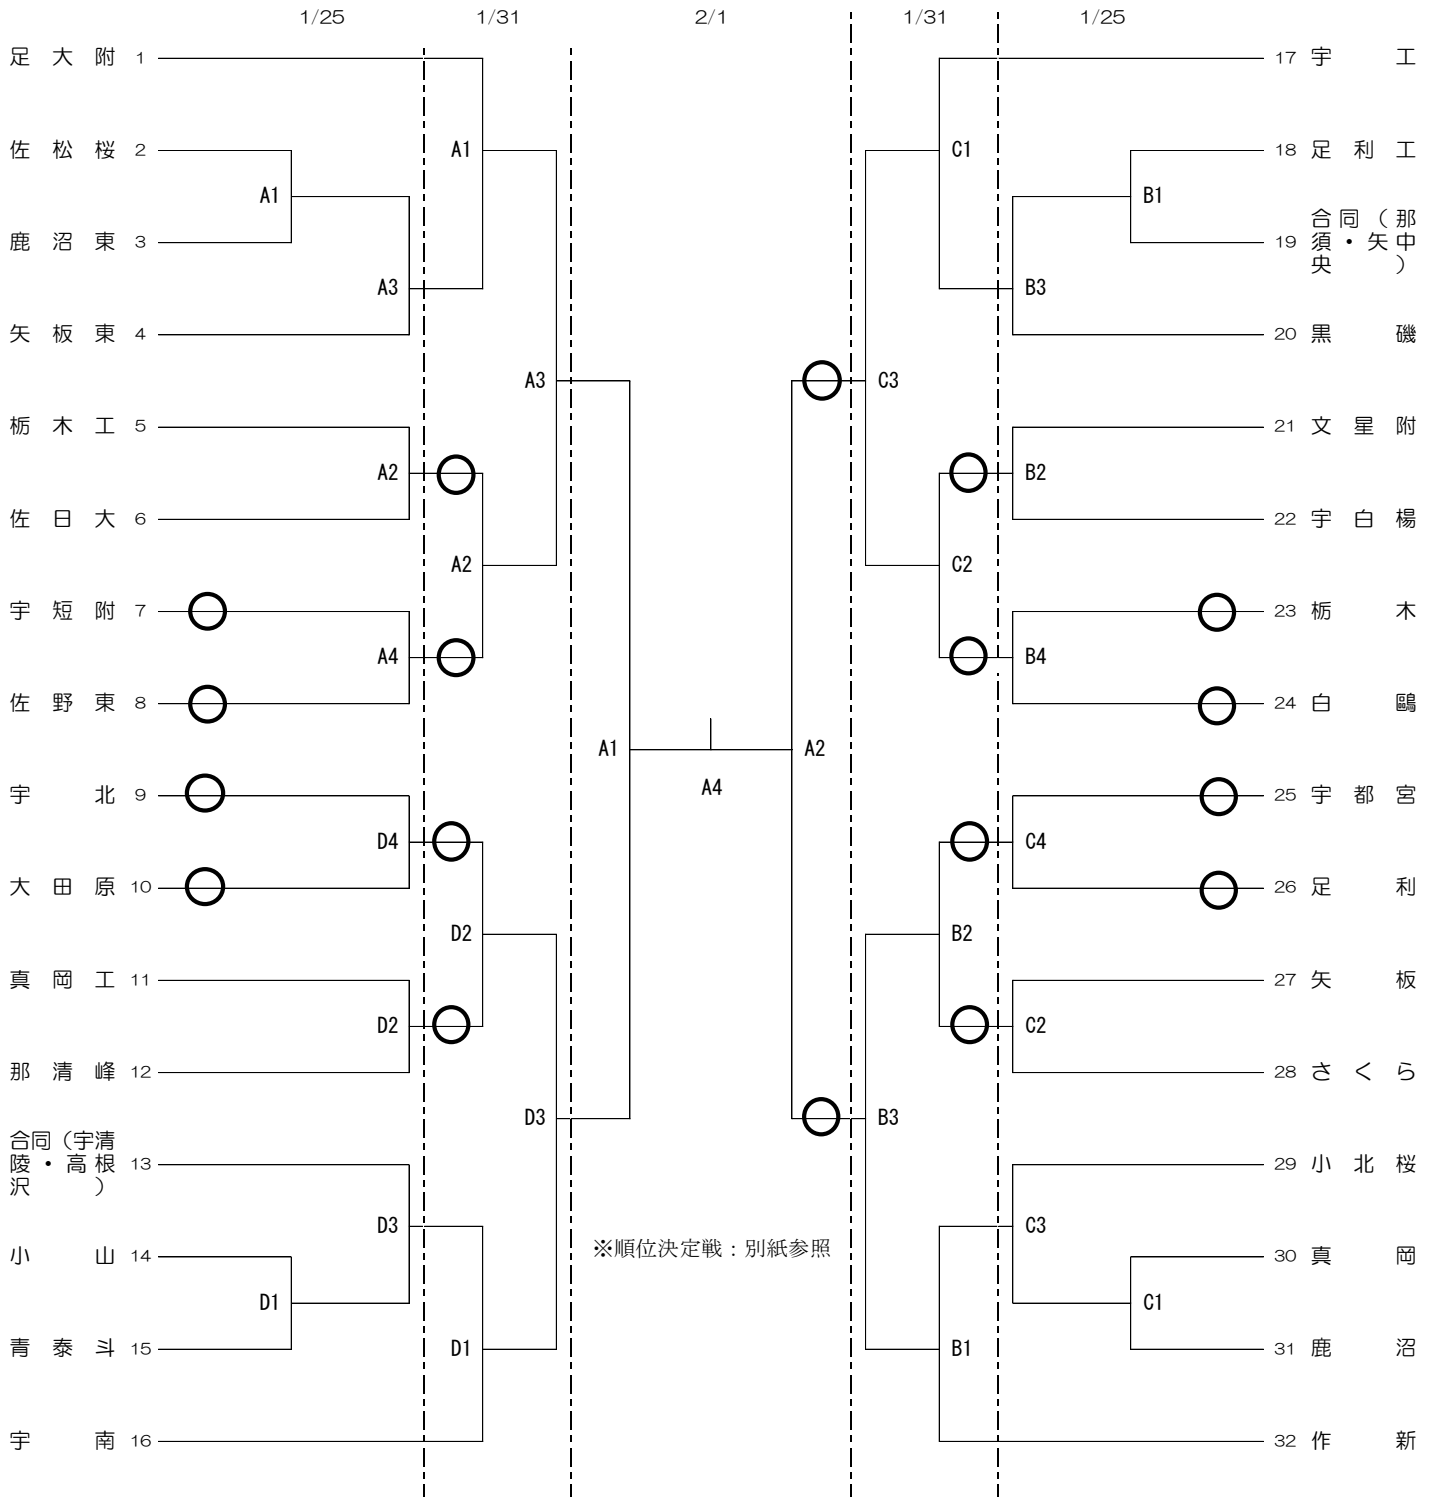 1/25 1/31 2/1 1/31 1/25
足大附 1
佐松桜 2
A1
鹿沼東 3
A3
矢板東 4
A1
栃木工 5
A2
佐日大 6
A2
宇短附 7
A4
佐野東 8
A3
宇北 9
D4
大田原 10
D2
真岡工 11
D2
那清峰 12
合同（宇清
陵・高根
沢）
13
D3
小山 14
D1
青泰斗 15
D1
宇南 16
D3
A1
A4
A2
※順位決定戦：別紙参照
17 宇工
C1
18 足利工
B1
19
合同（那
須・矢中
央）
B3
20 黒磯
C3
21 文星附
B2
22 宇白楊
C2
23 栃木
B4
24 白鷗
25 宇都宮
C4
26 足利
B2
27 矢板
C2
28 さくら
B3
29 小北桜
C3
30 真岡
C1
31 鹿沼
B1
32 作新